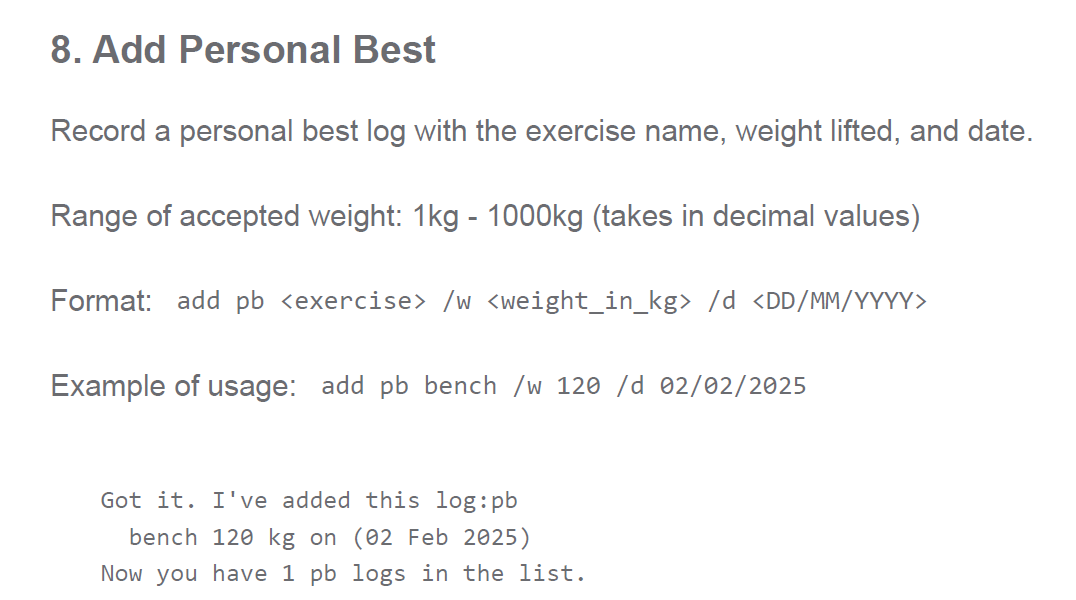 8. Add Personal Best
Record a personal best log with the exercise name, weight lifted, and date.
Range of accepted weight: 1kg - 1000kg (takes in decimal values)
Format: add pb <exercise> /w <weight_in_kg> /d <DD/MM/YYYY>
Example of usage: add pb bench /w 120 /d 02/02/2025
Got it. I've added this log:pb
bench 120 kg on (02 Feb 2025)
Now you have 1 pb logs in the list.